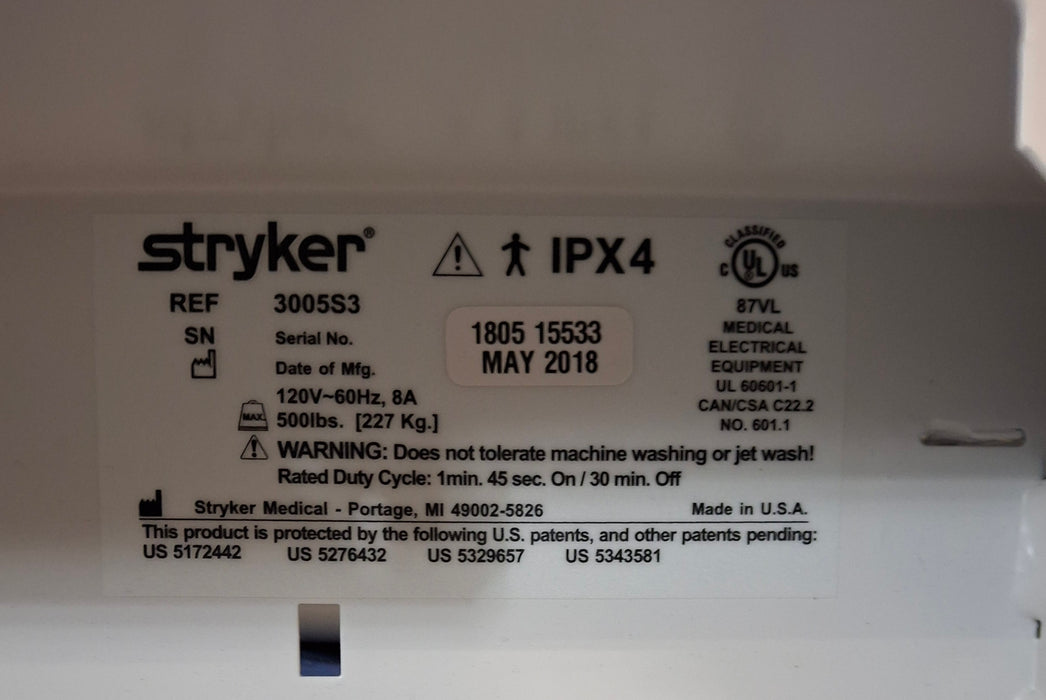 stryker®
IPX4
CLASSIFIED
C UL US
REF 3005S3
87VL
SN Serial No.
1805 15533
MEDICAL
ELECTRICAL
Date of Mfg.
MAY 2018
EQUIPMENT
UL 60601-1
120V~60Hz, 8A
CAN/CSA C22.2
MAX. 500lbs. [227 Kg.]
NO. 601.1
WARNING: Does not tolerate machine washing or jet wash!
Rated Duty Cycle: 1min. 45 sec. On / 30 min. Off
Stryker Medical - Portage, MI 49002-5826 Made in U.S.A.
This product is protected by the following U.S. patents, and other patents pending:
US 5172442 US 5276432 US 5329657 US 5343581